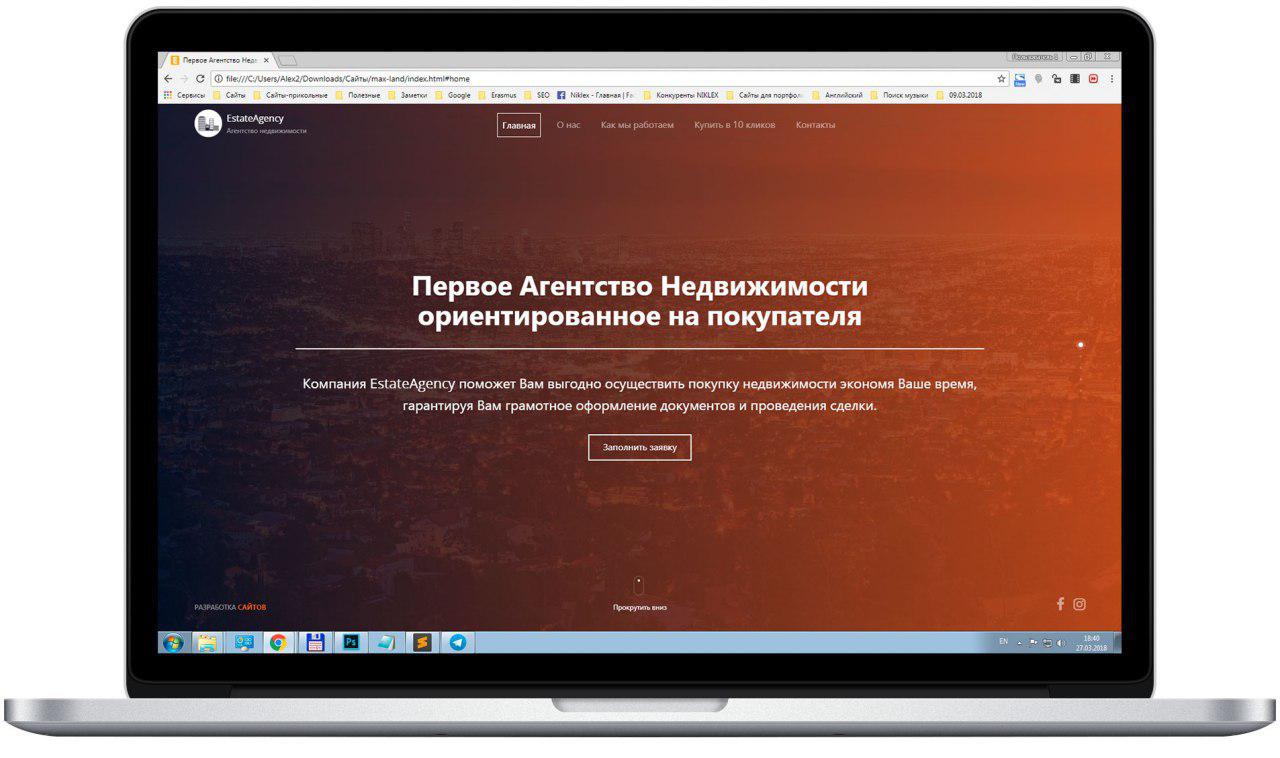 Первое Агентство Нед
file:///C:/Users/Alex2/Downloads/Сайты/max-land/index.html#home
Сервисы Сайты Сайты-прикольные Полезные Заметки Google Erasmus SEO Niklex - Главная | Fa Конкуренты NIKLEX Сайты для портфол Английский Поиск музыки 09.03.2018
EstateAgency
Агентство недвижимости
Главная О нас Как мы работаем Купить в 10 кликов Контакты
Первое Агентство Недвижимости
ориентированное на покупателя
Компания EstateAgency поможет Вам выгодно осуществить покупку недвижимости экономя Ваше время,
гарантируя Вам грамотное оформление документов и проведения сделки.
Заполнить заявку
Прокрутить вниз
РАЗРАБОТКА САЙТОВ
Ps
EN
18:40
27.03.2018